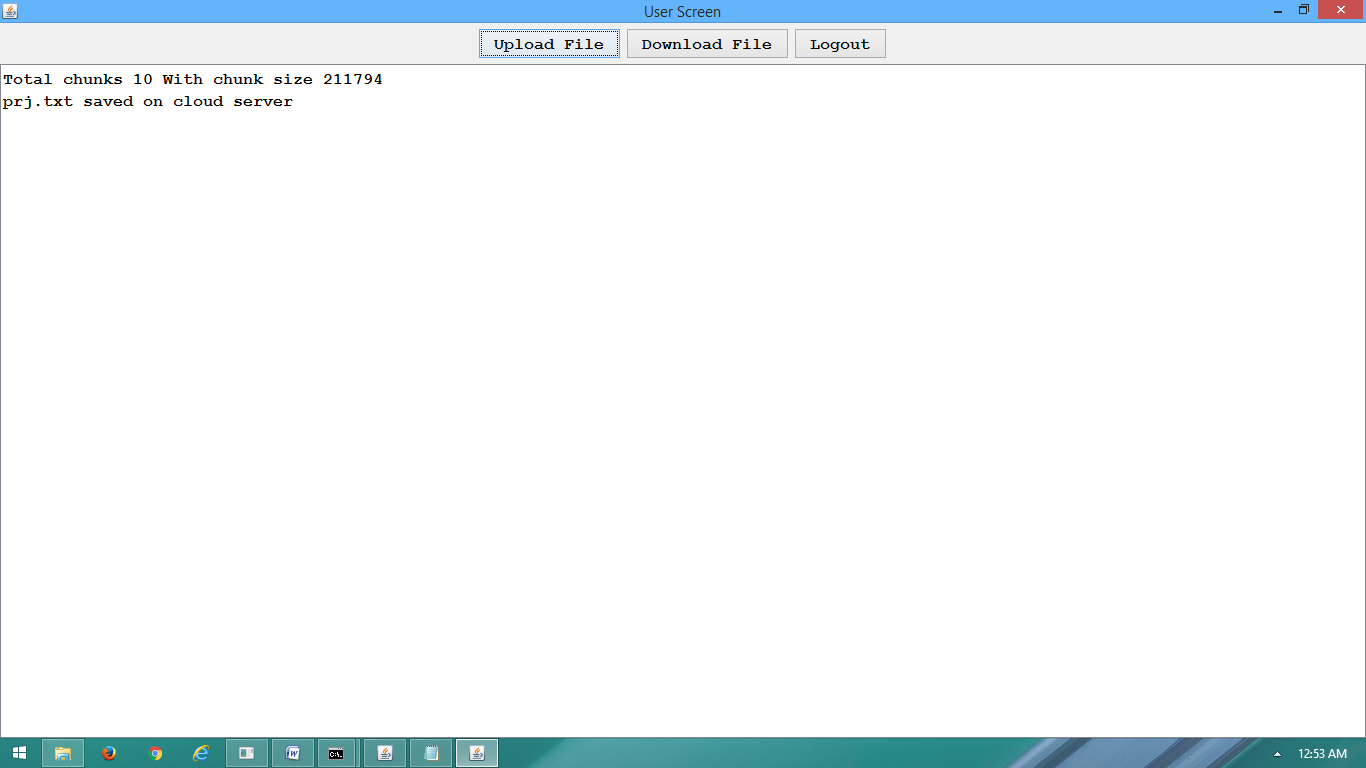 User Screen
Upload File Download File Logout
Total chunks 10 With chunk size 211794
prj.txt saved on cloud server
12:53 AM